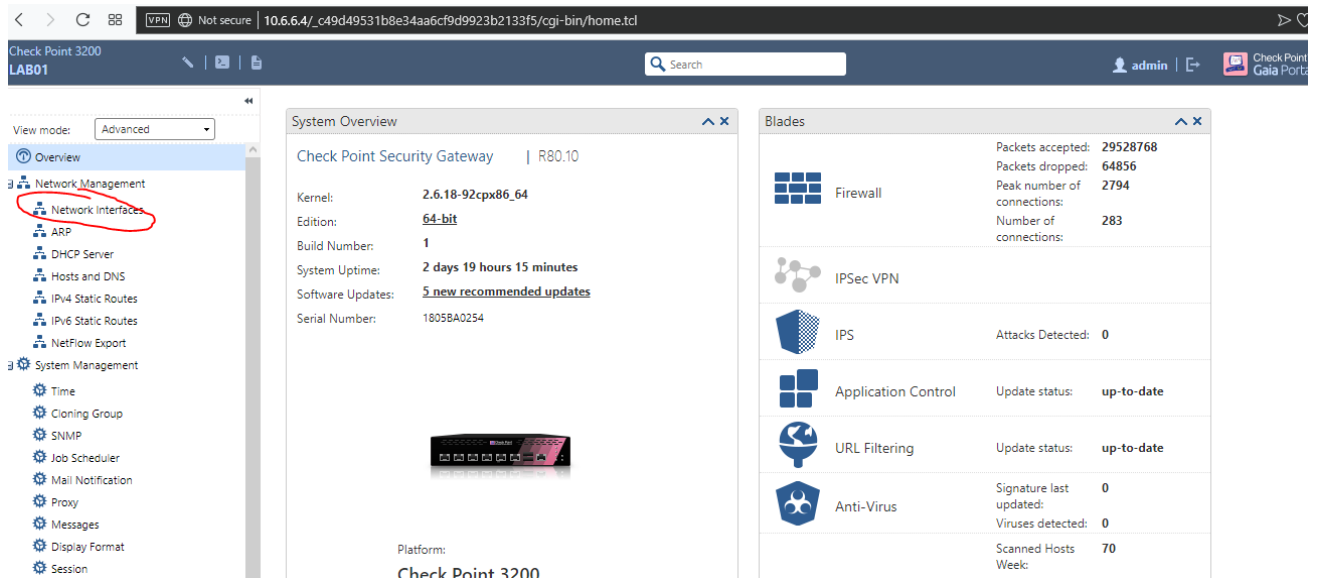 VPN Not secure 10.6.6.4/_c49d49531b8e34aa6cf9d9923b2133f5/cgi-bin/home.tcl
Check Point 3200
LAB01
Search
admin
Check Point
Gaia Porta
View mode: Advanced
Overview
Network Management
Network Interfaces
ARP
DHCP Server
Hosts and DNS
IPv4 Static Routes
IPv6 Static Routes
NetFlow Export
System Management
Time
Cloning Group
SNMP
Job Scheduler
Mail Notification
Proxy
Messages
Display Format
Session
System Overview
Check Point Security Gateway | R80.10
Kernel: 2.6.18-92cpx86_64
Edition: 64-bit
Build Number: 1
System Uptime: 2 days 19 hours 15 minutes
Software Updates: 5 new recommended updates
Serial Number: 1805BA0254
Platform:
Check Point 3200
Blades
Firewall
Packets accepted: 29528768
Packets dropped: 64856
Peak number of 2794
connections:
Number of 283
connections:
IPSec VPN
IPS
Attacks Detected: 0
Application Control
Update status: up-to-date
URL Filtering
Update status: up-to-date
Anti-Virus
Signature last 0
updated:
Viruses detected: 0
Scanned Hosts 70
Week: